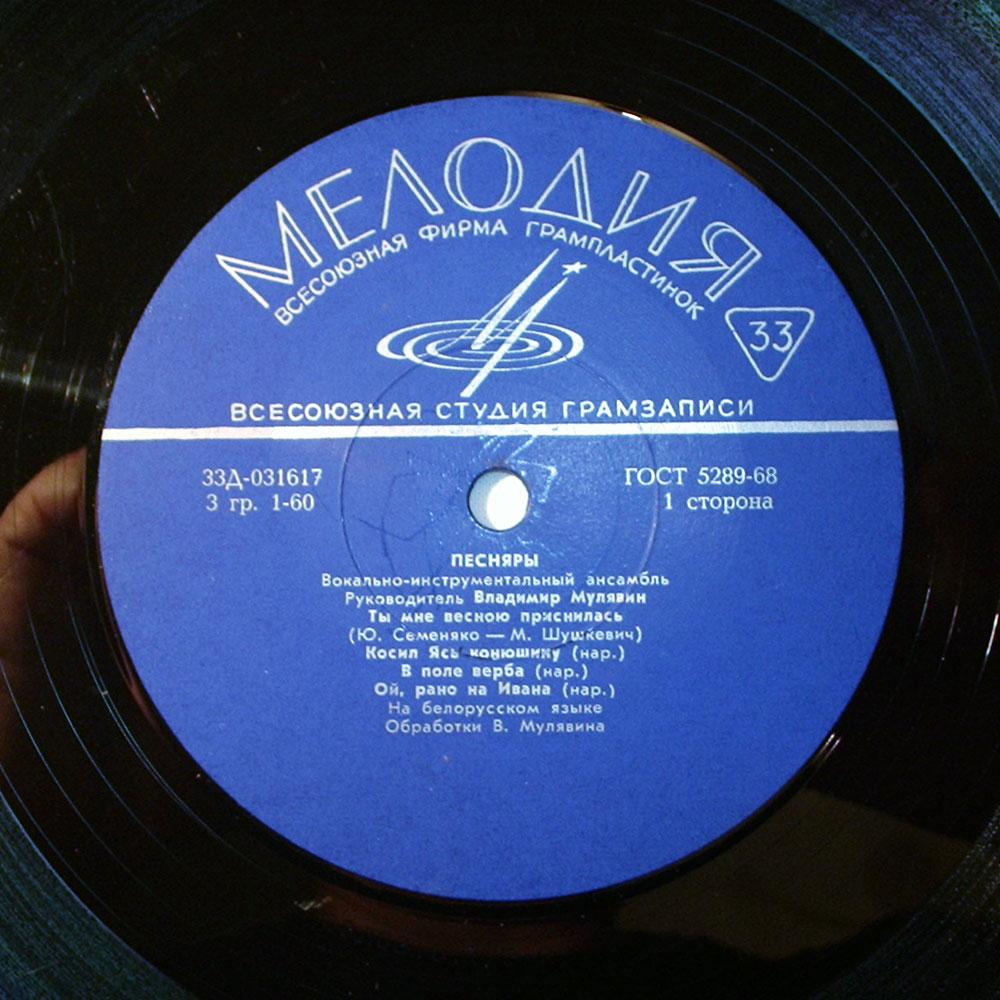 МЕЛОДИЯ
ВСЕСОЮЗНАЯ ФИРМА ГРАМПЛАСТИНОК
33
ВСЕСОЮЗНАЯ СТУДИЯ ГРАМЗАПИСИ
33Д-031617
3 гр. 1-60
ГОСТ 5289-68
1 сторона
ПЕСНЯРЫ
Вокально-инструментальный ансамбль
Руководитель Владимир Мулявин
Ты мне весною приснилась
(Ю. Семеняко — М. Шушкевич)
Косил Ясь конюшину (нар.)
В поле верба (нар.)
Ой, рано на Ивана (нар.)
На белорусском языке
Обработки В. Мулявина